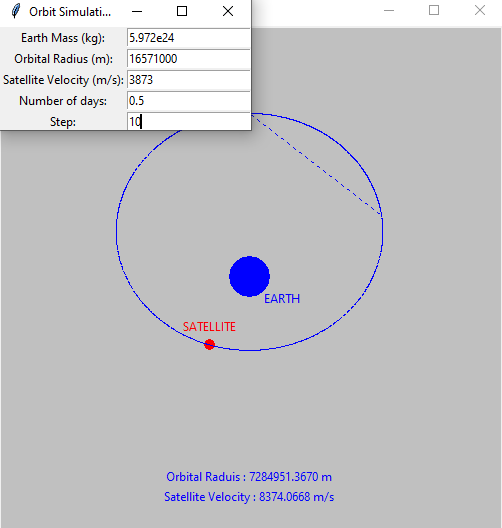 Orbit Simulati...
Earth Mass (kg): 5.972e24
Orbital Radius (m): 16571000
Satellite Velocity (m/s): 3873
Number of days: 0.5
Step: 10
EARTH
SATELLITE
Orbital Raduis : 7284951.3670 m
Satellite Velocity : 8374.0668 m/s